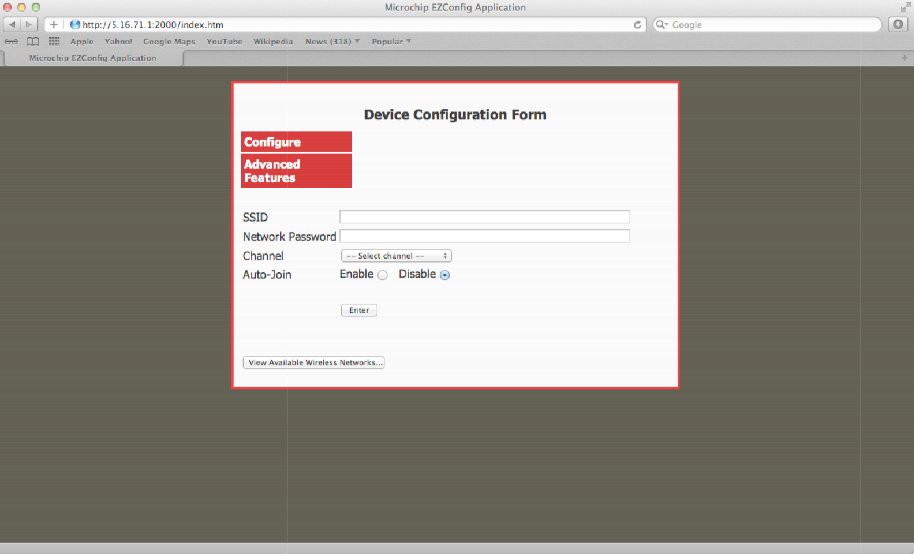 Microchip EZConfig Application
http://5.16.71.1:2000/index.htm
Google
Apple Yahoo! Google Maps YouTube Wikipedia News (318) Popular
Microchip EZConfig Application
Device Configuration Form
Configure
Advanced
Features
SSID
Network Password
Channel -- Select channel --
Auto-Join Enable Disable
Enter
View Available Wireless Networks...